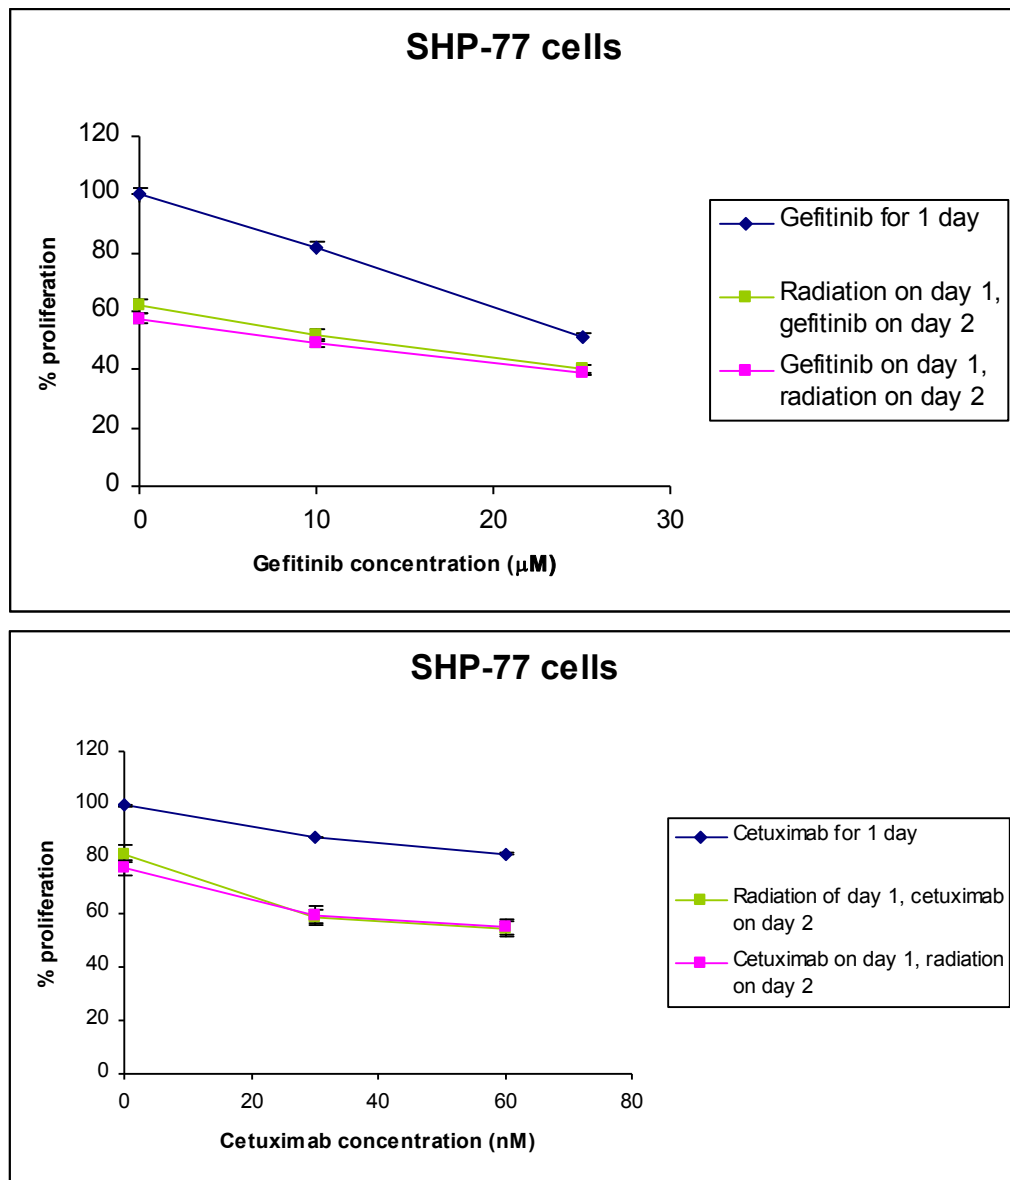 SHP-77 cells
120
100
80
60
40
20
0
% proliferation
0
10
20
30
Gefitinib concentration (μM)
Gefitinib for 1 day
Radiation on day 1,
gefitinib on day 2
Gefitinib on day 1,
radiation on day 2
SHP-77 cells
120
100
80
60
40
20
0
% proliferation
0
20
40
60
80
Cetuximab concentration (nM)
Cetuximab for 1 day
Radiation of day 1, cetuximab
on day 2
Cetuximab on day 1, radiation
on day 2